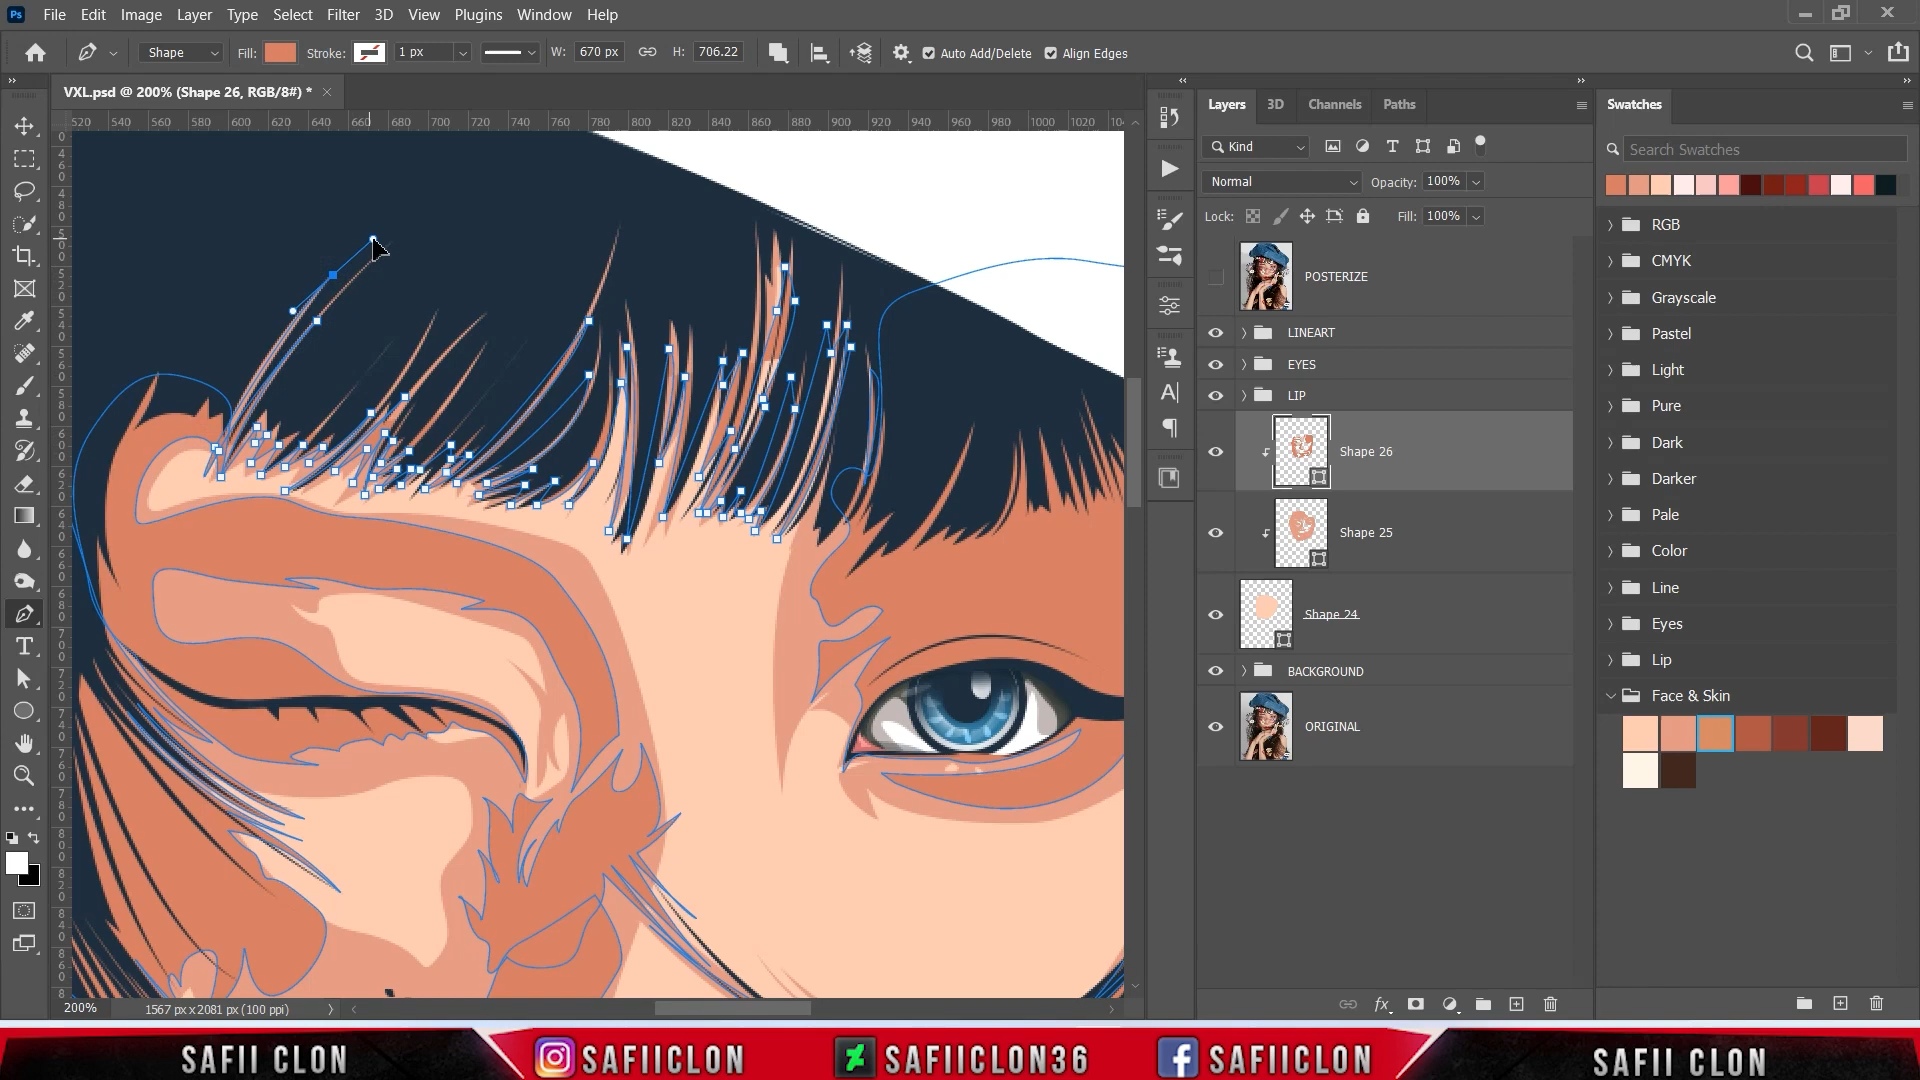 Ps File Edit Image Layer Type Select Filter 3D View Plugins Window Help
Shape Fill: Stroke: 1 px W: 670 px H: 706.22 Auto Add/Delete Align Edges
VXL.psd @ 200% (Shape 26, RGB/8#) *
520 540 560 580 600 620 640 660 680 700 720 740 760 780 800 820 840 860 880 900 920 940 960 980 1000 1020
Layers 3D Channels Paths
Kind
Normal Opacity: 100%
Lock: Fill: 100%
POSTERIZE
LINEART
EYES
LIP
Shape 26
Shape 25
Shape 24
BACKGROUND
ORIGINAL
Swatches
Search Swatches
RGB
CMYK
Grayscale
Pastel
Light
Pure
Dark
Darker
Pale
Color
Line
Eyes
Lip
Face & Skin
200% 1567 px x 2081 px (100 ppi)
SAFII CLON SAFIICLON SAFIICLON36 SAFIICLON SAFII CLON